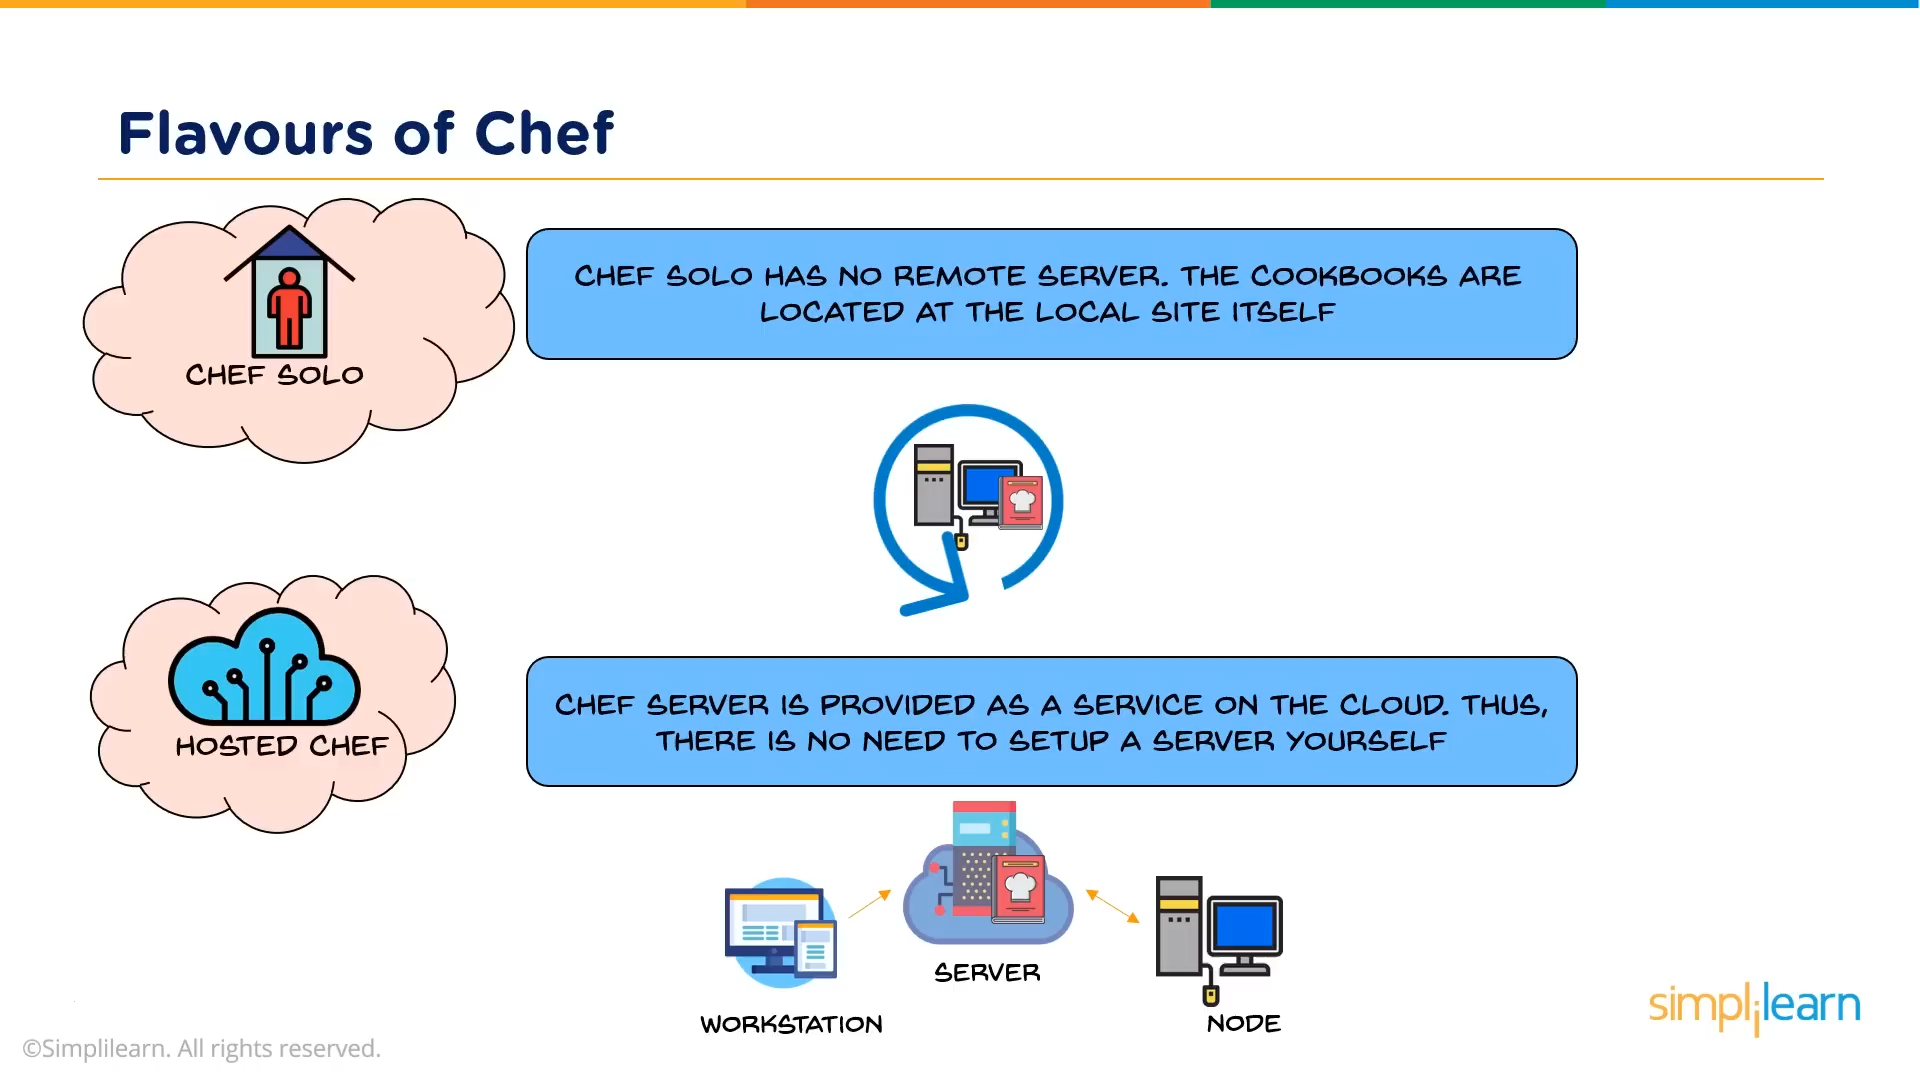 Flavours of Chef
CHEF SOLO
CHEF SOLO HAS NO REMOTE SERVER. THE COOKBOOKS ARE
LOCATED AT THE LOCAL SITE ITSELF
HOSTED CHEF
CHEF SERVER IS PROVIDED AS A SERVICE ON THE CLOUD. THUS,
THERE IS NO NEED TO SETUP A SERVER YOURSELF
SERVER
WORKSTATION
NODE
simplilearn
©Simplilearn. All rights reserved.